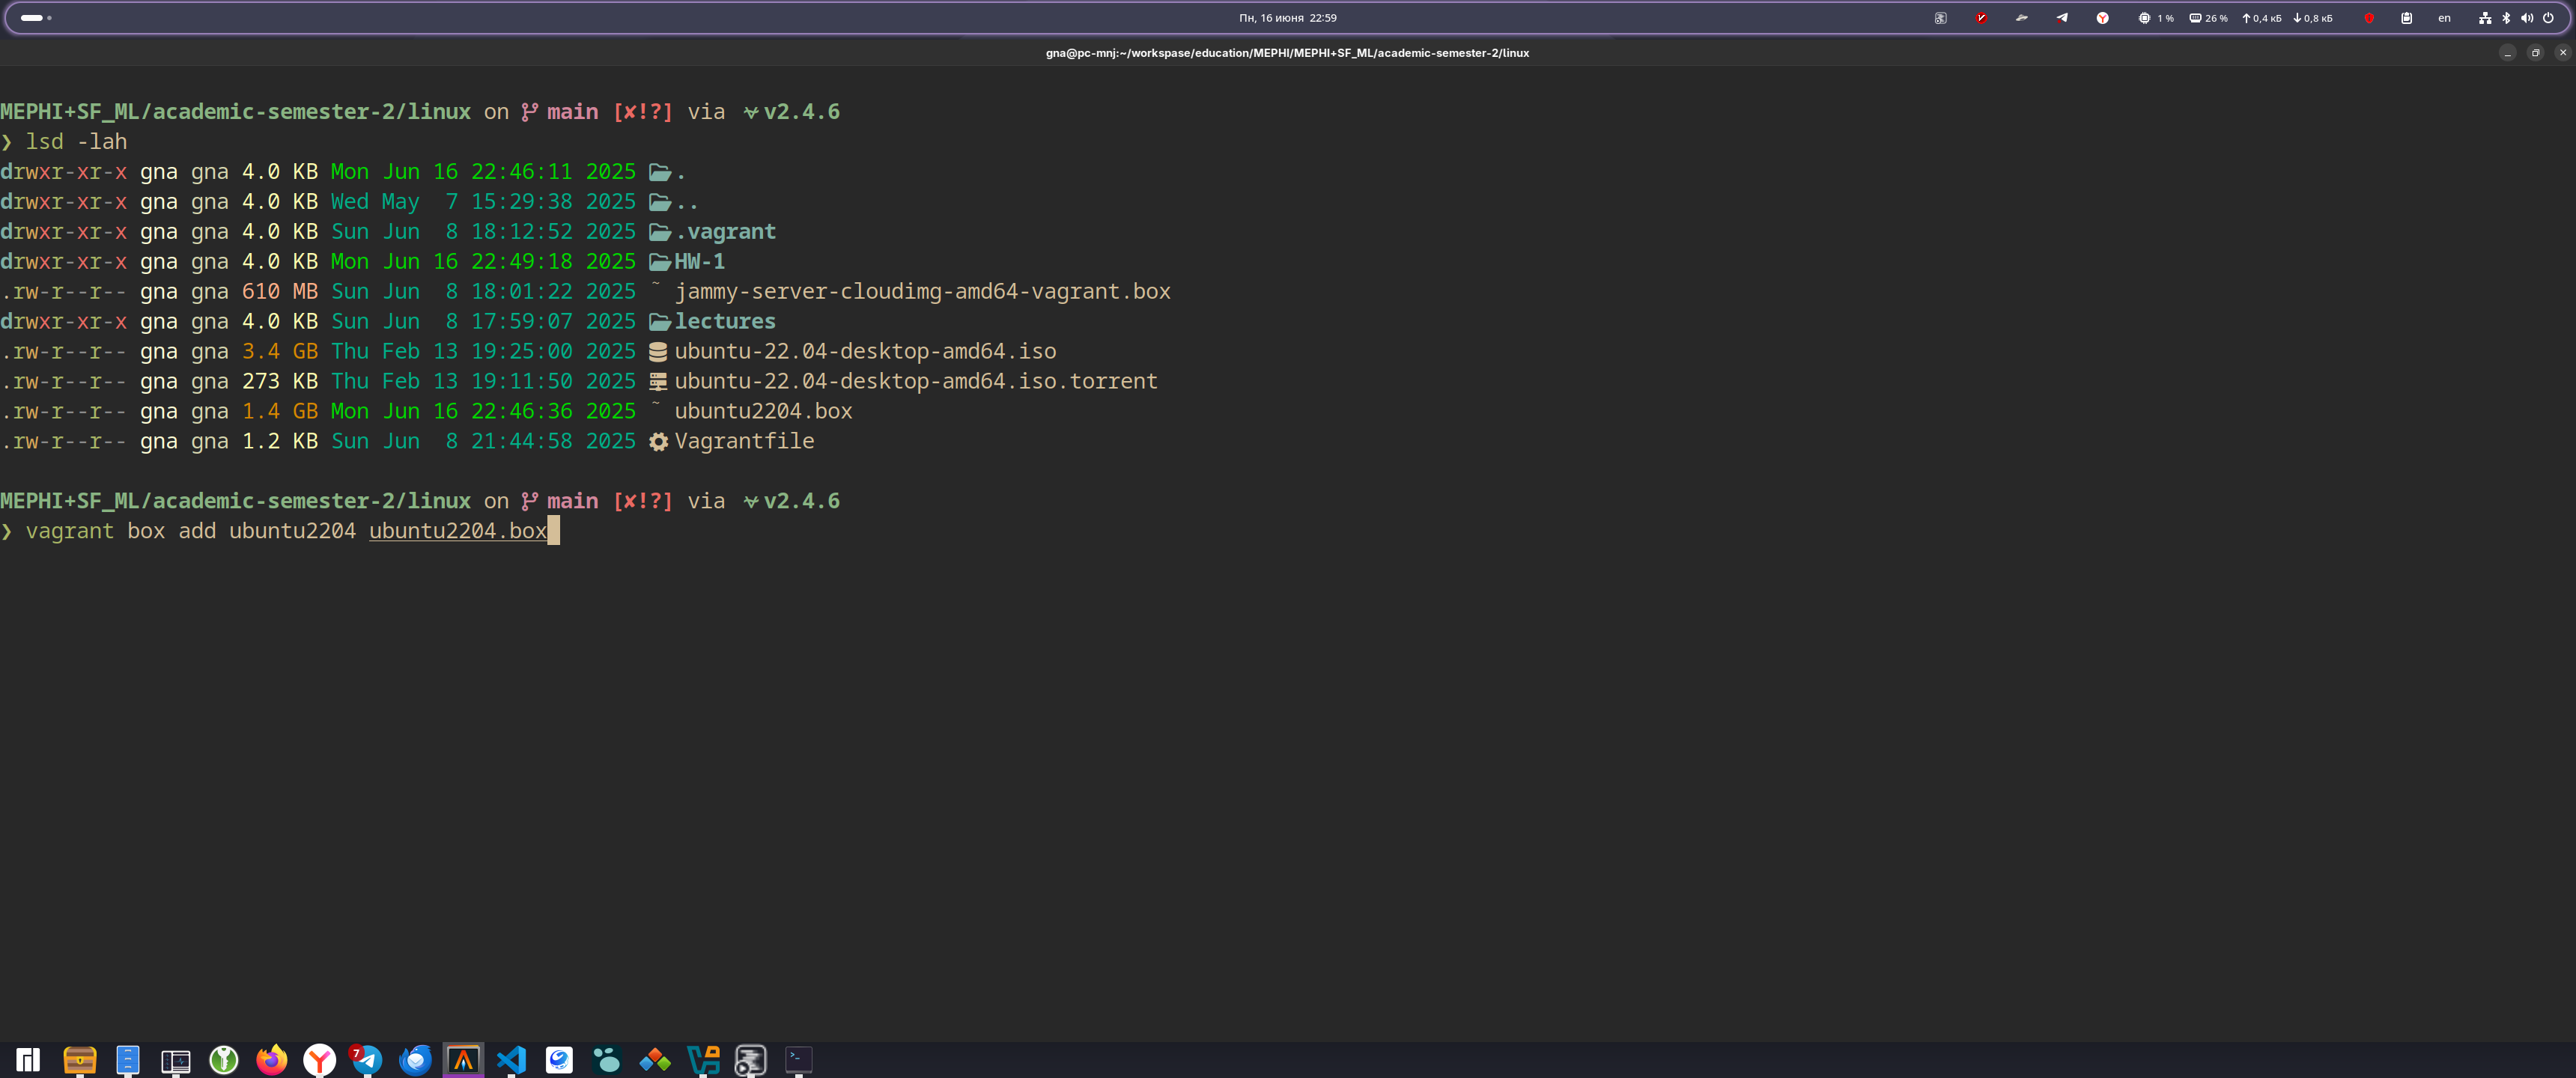 Пн, 16 июня 22:59
1 % 26 % 0,4 кБ 0,8 кБ en
gna@pc-mnj:~/workspase/education/MEPHI/MEPHI+SF_ML/academic-semester-2/linux
MEPHI+SF_ML/academic-semester-2/linux on main [✘!?] via v2.4.6
❯ lsd -lah
drwxr-xr-x gna gna 4.0 KB Mon Jun 16 22:46:11 2025 .
drwxr-xr-x gna gna 4.0 KB Wed May 7 15:29:38 2025 ..
drwxr-xr-x gna gna 4.0 KB Sun Jun 8 18:12:52 2025 .vagrant
drwxr-xr-x gna gna 4.0 KB Mon Jun 16 22:49:18 2025 HW-1
.rw-r--r-- gna gna 610 MB Sun Jun 8 18:01:22 2025 jammy-server-cloudimg-amd64-vagrant.box
drwxr-xr-x gna gna 4.0 KB Sun Jun 8 17:59:07 2025 lectures
.rw-r--r-- gna gna 3.4 GB Thu Feb 13 19:25:00 2025 ubuntu-22.04-desktop-amd64.iso
.rw-r--r-- gna gna 273 KB Thu Feb 13 19:11:50 2025 ubuntu-22.04-desktop-amd64.iso.torrent
.rw-r--r-- gna gna 1.4 GB Mon Jun 16 22:46:36 2025 ubuntu2204.box
.rw-r--r-- gna gna 1.2 KB Sun Jun 8 21:44:58 2025 Vagrantfile
MEPHI+SF_ML/academic-semester-2/linux on main [✘!?] via v2.4.6
❯ vagrant box add ubuntu2204 ubuntu2204.box
7